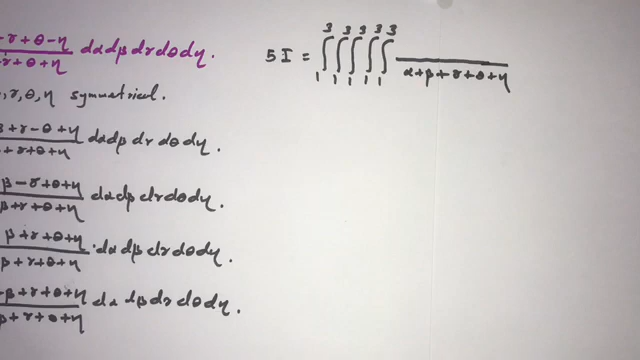 -γ+θ-η / +γ+θ+η dα dβ dγ dθ dη.
, γ, θ, η symmetrical.
β+γ-θ+η / +γ+θ+η dα dβ dγ dθ dη.
β-γ+θ+η / β+γ+θ+η dα dβ dγ dθ dη.
β+γ+θ+η / β+γ+θ+η · dα dβ dγ dθ dη.
-β+γ+θ+η / β+γ+θ+η dα dβ dγ dθ dη.
5I = ∫₁³ ∫₁³ ∫₁³ ∫₁³ ∫₁³ ─── / α+β+γ+θ+η